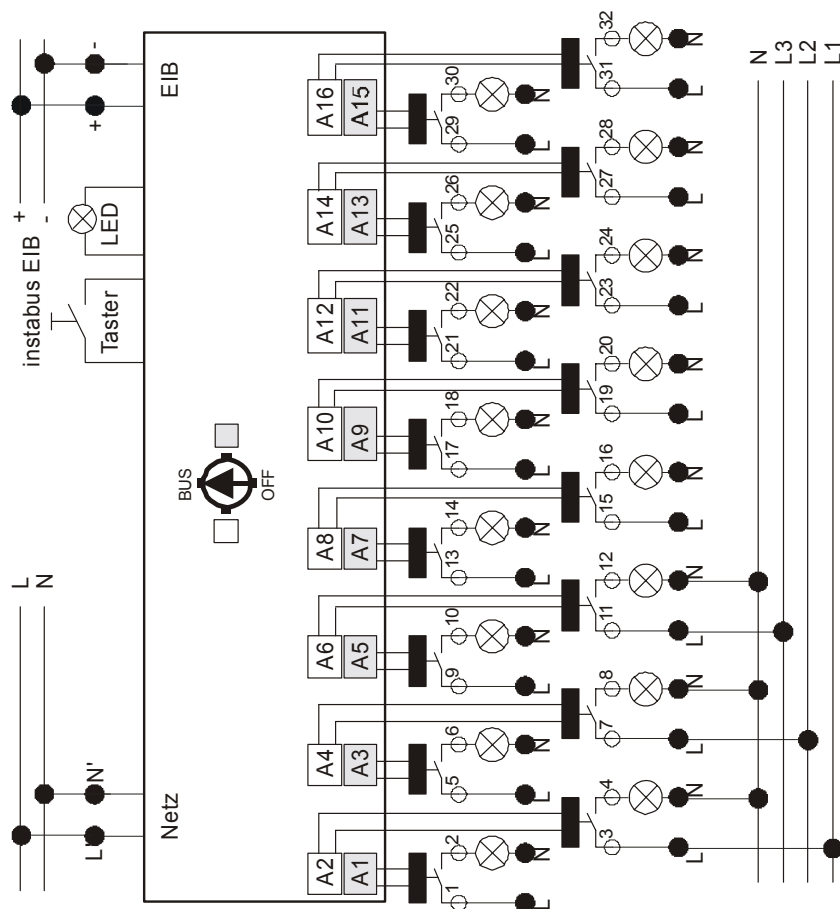 L
N
instabus EIB
+
-
L' N'
Taster
LED
+ -
Netz
EIB
BUS
OFF
A2 A4 A6 A8 A10 A12 A14 A16
A1 A3 A5 A7 A9 A11 A13 A15
1 2 5 6 9 10 13 14 17 18 21 22 25 26 29 30
L N L N L N L N L N L N L N L N
3 4 7 8 11 12 15 16 19 20 23 24 27 28 31 32
L N L N L N L N L N L N L N L N
N
L3
L2
L1